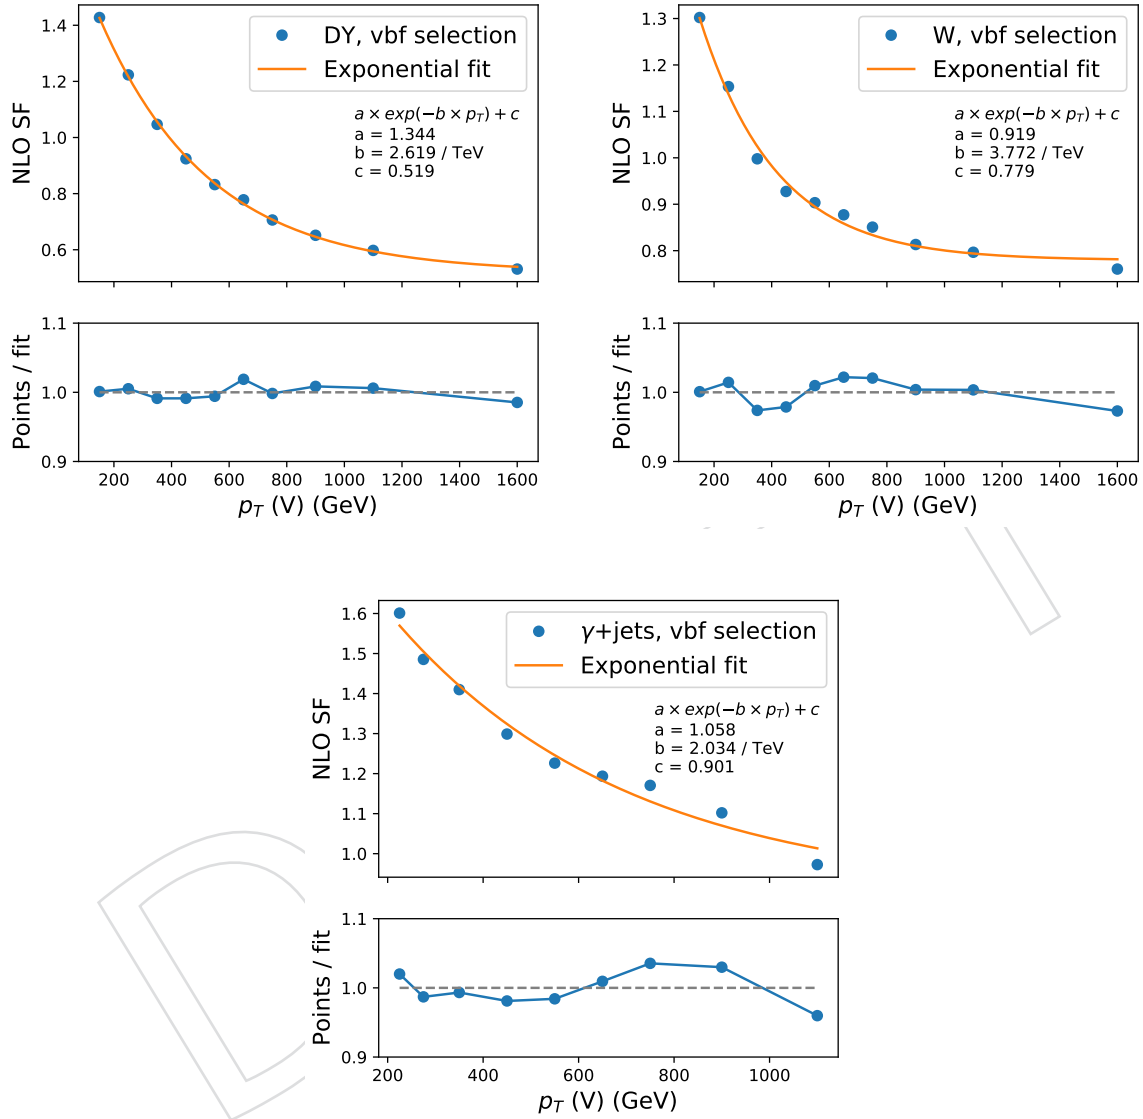 DY, vbf selection
Exponential fit
a × exp(−b × p_T) + c
a = 1.344
b = 2.619 / TeV
c = 0.519
NLO SF
1.4
1.2
1.0
0.8
0.6
Points / fit
1.1
1.0
0.9
200 400 600 800 1000 1200 1400 1600
p_T (V) (GeV)
W, vbf selection
Exponential fit
a × exp(−b × p_T) + c
a = 0.919
b = 3.772 / TeV
c = 0.779
NLO SF
1.3
1.2
1.1
1.0
0.9
0.8
Points / fit
1.1
1.0
0.9
200 400 600 800 1000 1200 1400 1600
p_T (V) (GeV)
γ+jets, vbf selection
Exponential fit
a × exp(−b × p_T) + c
a = 1.058
b = 2.034 / TeV
c = 0.901
NLO SF
1.6
1.5
1.4
1.3
1.2
1.1
1.0
Points / fit
1.1
1.0
0.9
200 400 600 800 1000
p_T (V) (GeV)